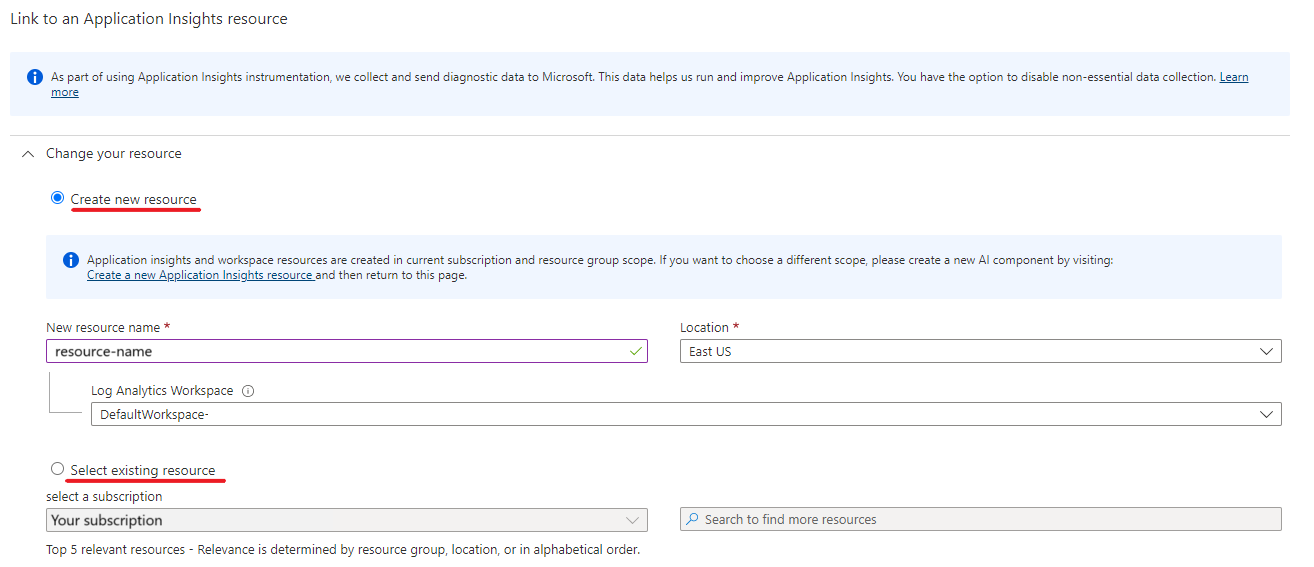 Link to an Application Insights resource
As part of using Application Insights instrumentation, we collect and send diagnostic data to Microsoft. This data helps us run and improve Application Insights. You have the option to disable non-essential data collection. Learn
more
Change your resource
Create new resource
Application insights and workspace resources are created in current subscription and resource group scope. If you want to choose a different scope, please create a new AI component by visiting:
Create a new Application Insights resource and then return to this page.
New resource name *
Location *
resource-name
East US
Log Analytics Workspace
DefaultWorkspace-
Select existing resource
select a subscription
Your subscription
Search to find more resources
Top 5 relevant resources - Relevance is determined by resource group, location, or in alphabetical order.